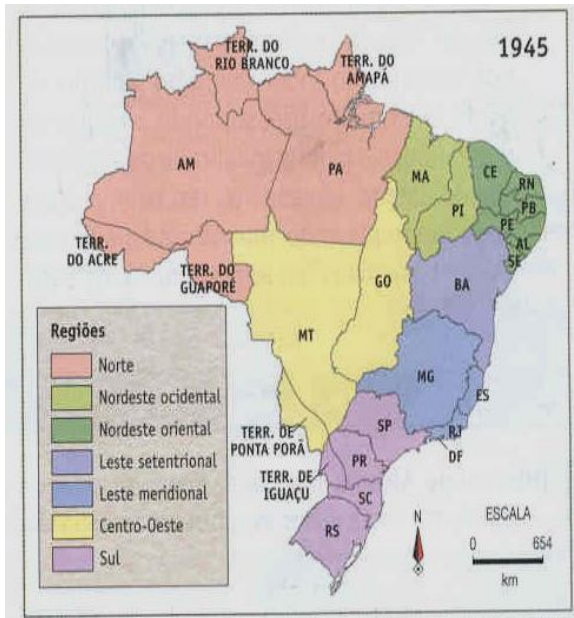 1945
TERR. DO
RIO BRANCO
TERR. DO
AMAPÁ
AM
PA
MA
CE
RN
PB
PI
PE
AL
SE
TERR.
DO ACRE
TERR. DO
GUAPORÉ
GO
BA
MT
MG
ES
SP
RJ
DF
TERR. DE
PONTA PORÃ
PR
TERR. DE
IGUAÇU
SC
RS
Regiões
Norte
Nordeste ocidental
Nordeste oriental
Leste setentrional
Leste meridional
Centro-Oeste
Sul
N
ESCALA
0 654
km